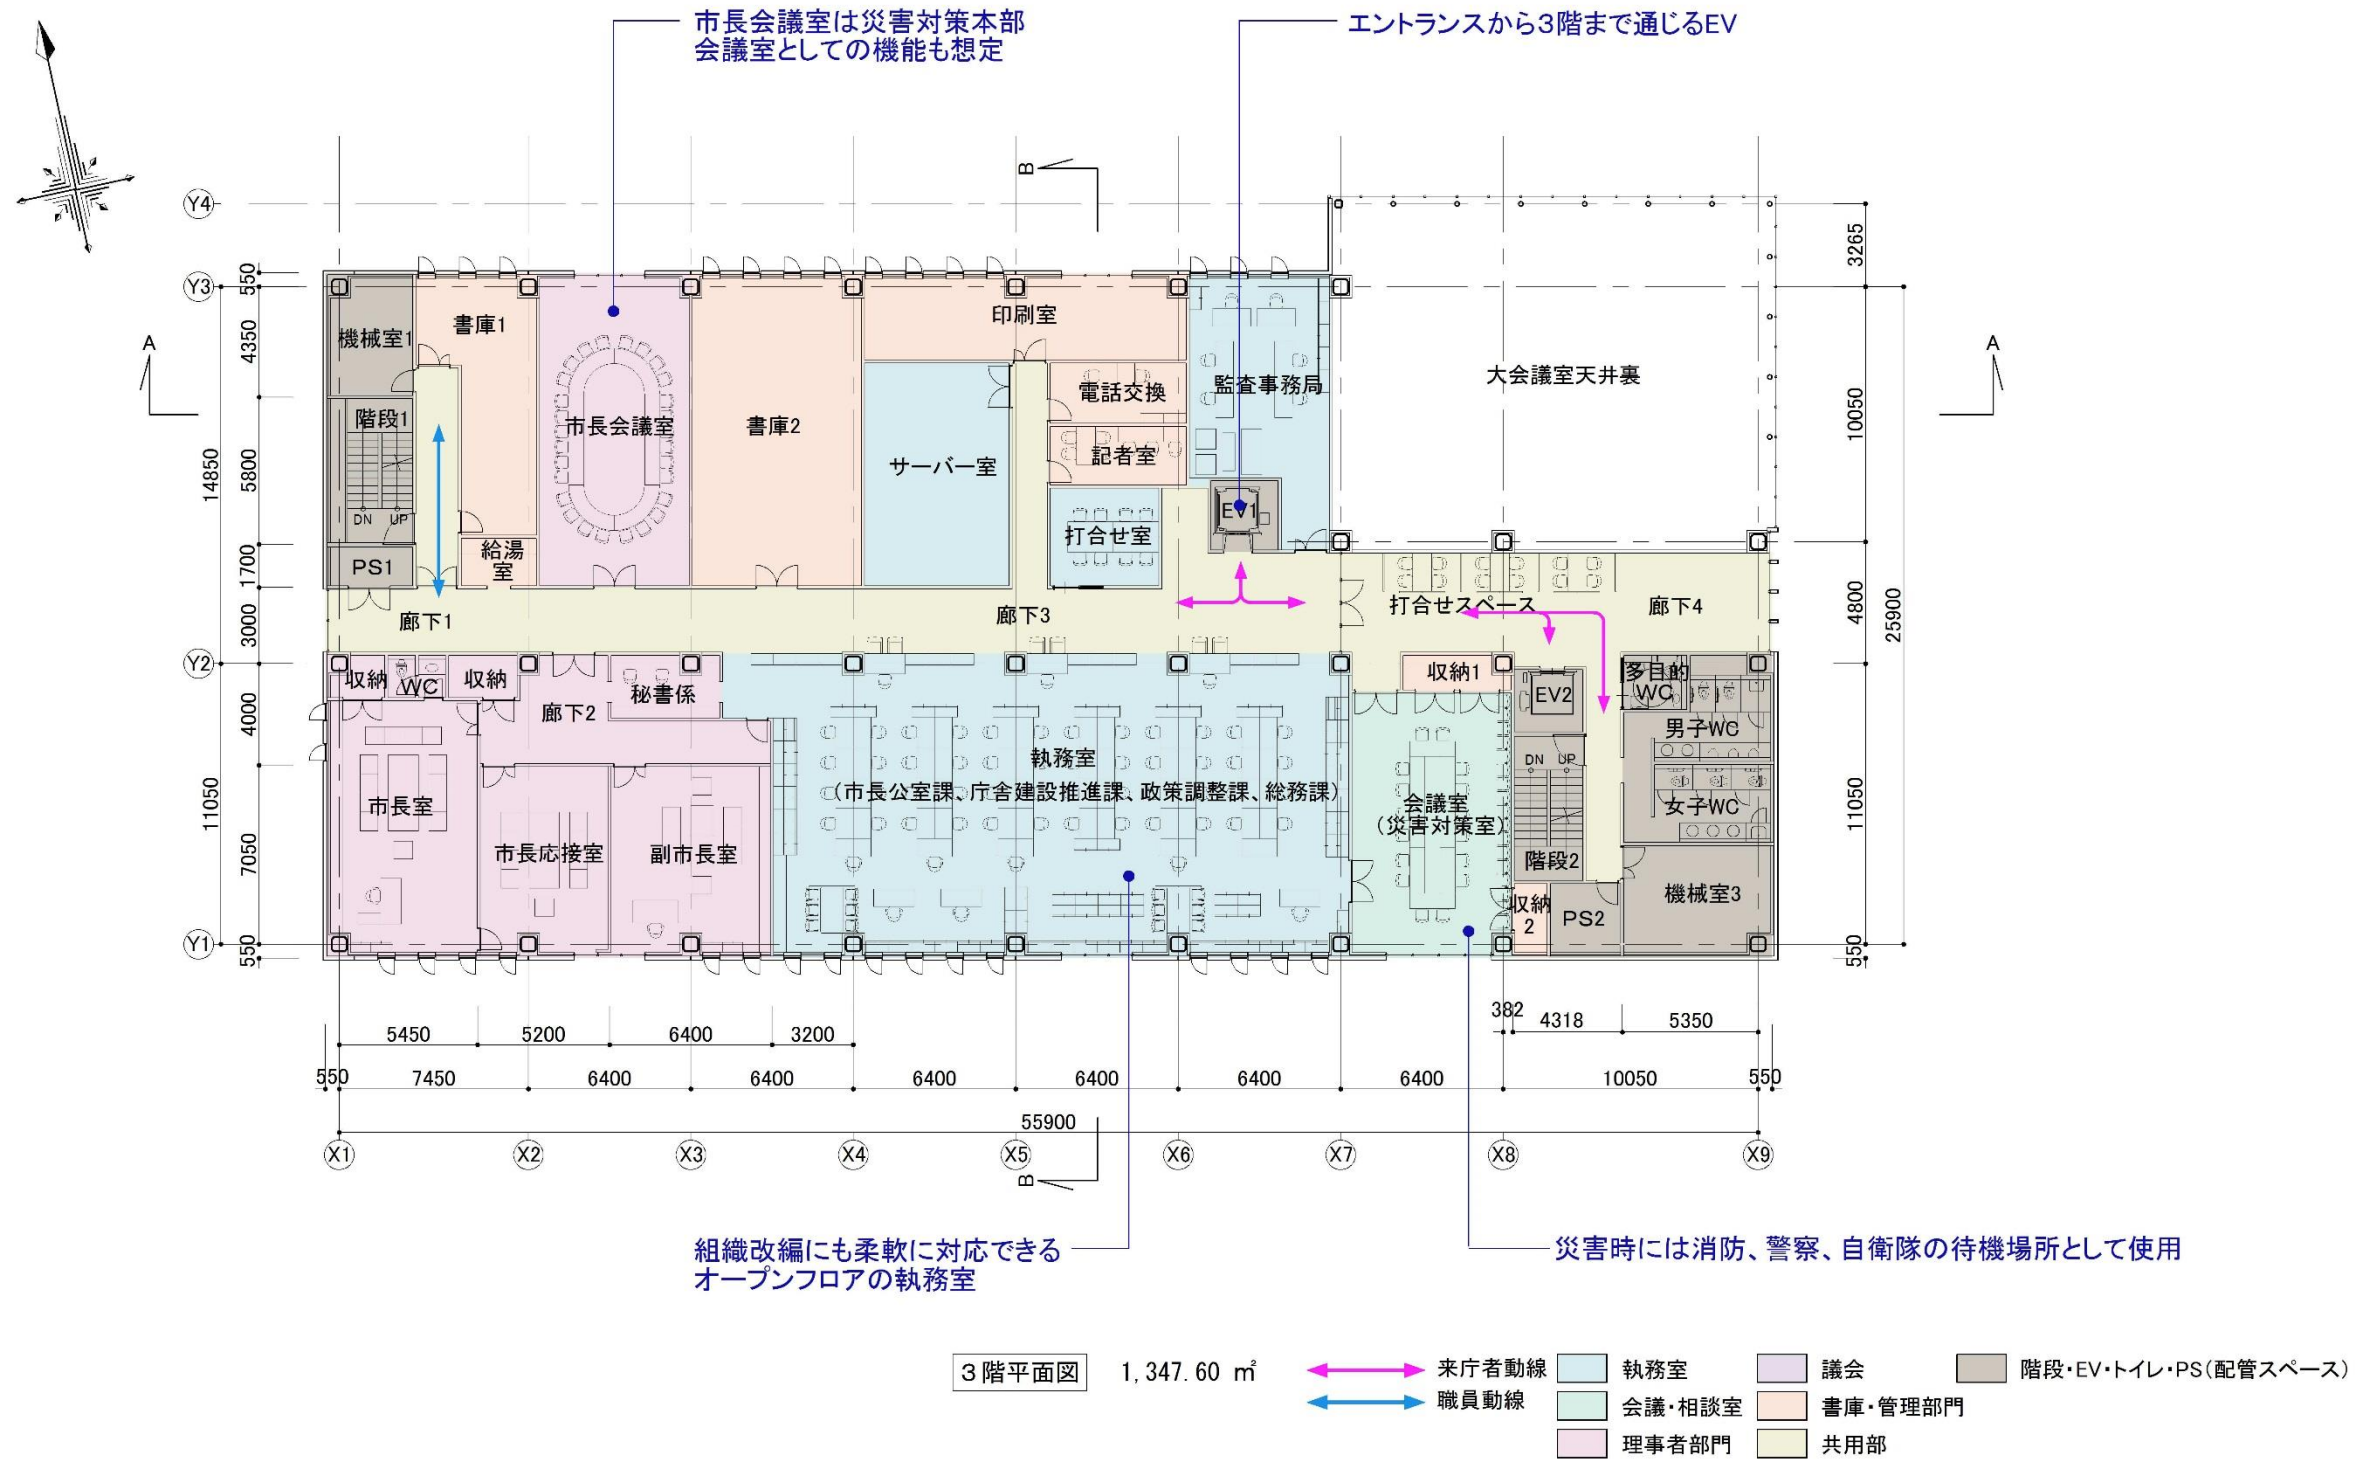 市長会議室は災害対策本部
会議室としての機能も想定
エントランスから3階まで通じるEV
B
Y4
3265
550
Y3
機械室1
書庫1
印刷室
4350
A
A
電話交換
監査事務局
大会議室天井裏
10050
階段1
市長会議室
書庫2
14850
5800
サーバー室
記者室
DN UP
EV1
打合せ室
給湯
室
1700
PS1
廊下1
廊下3
打合せスペース
廊下4
3000
4800
25900
Y2
収納
WC
収納
秘書係
収納1
EV2
多目的
WC
4000
廊下2
男子WC
執務室
(市長公室課、庁舎建設推進課、政策調整課、総務課)
DN UP
11050
市長室
会議室
(災害対策室)
女子WC
11050
7050
市長応接室
副市長室
階段2
機械室3
収納
2
PS2
Y1
550
550
382
5450
5200
6400
3200
4318
5350
550
7450
6400
6400
6400
6400
6400
6400
10050
550
55900
X1
X2
X3
X4
X5
X6
X7
X8
X9
B
組織改編にも柔軟に対応できる
オープンフロアの執務室
災害時には消防、警察、自衛隊の待機場所として使用
3階平面図
1,347.60 ㎡
来庁者動線
職員動線
執務室
会議・相談室
理事者部門
議会
書庫・管理部門
共用部
階段・EV・トイレ・PS(配管スペース)